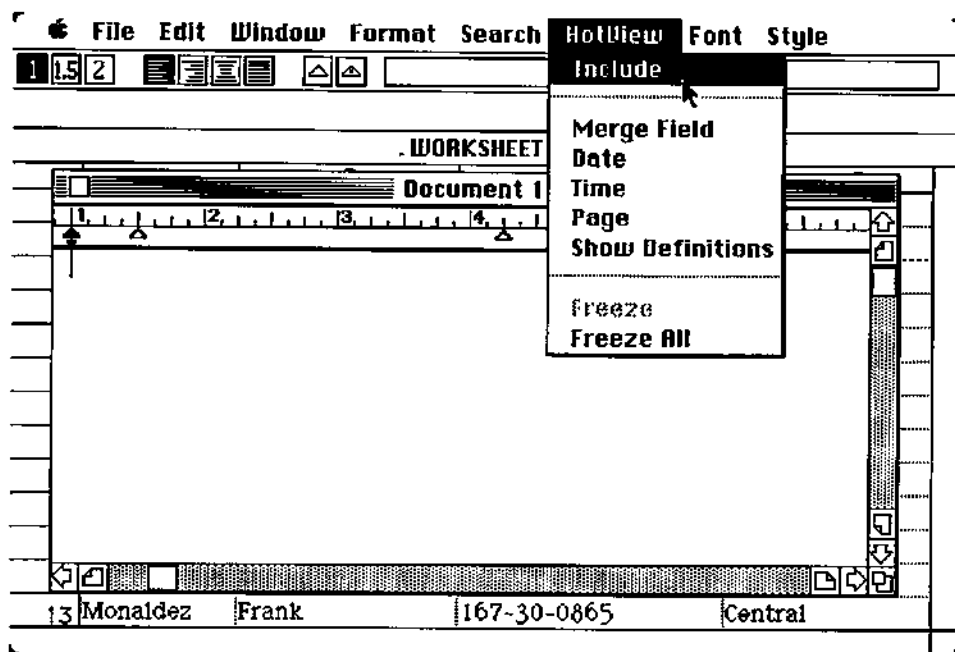 File Edit Window Format Search HotView Font Style
1 1.5 2
Include
Merge Field
. WORKSHEET
Date
Document 1
Time
1 2 3 4
Page
Show Definitions
Freeze
Freeze All
13 Monaldez Frank 167-30-0865 Central